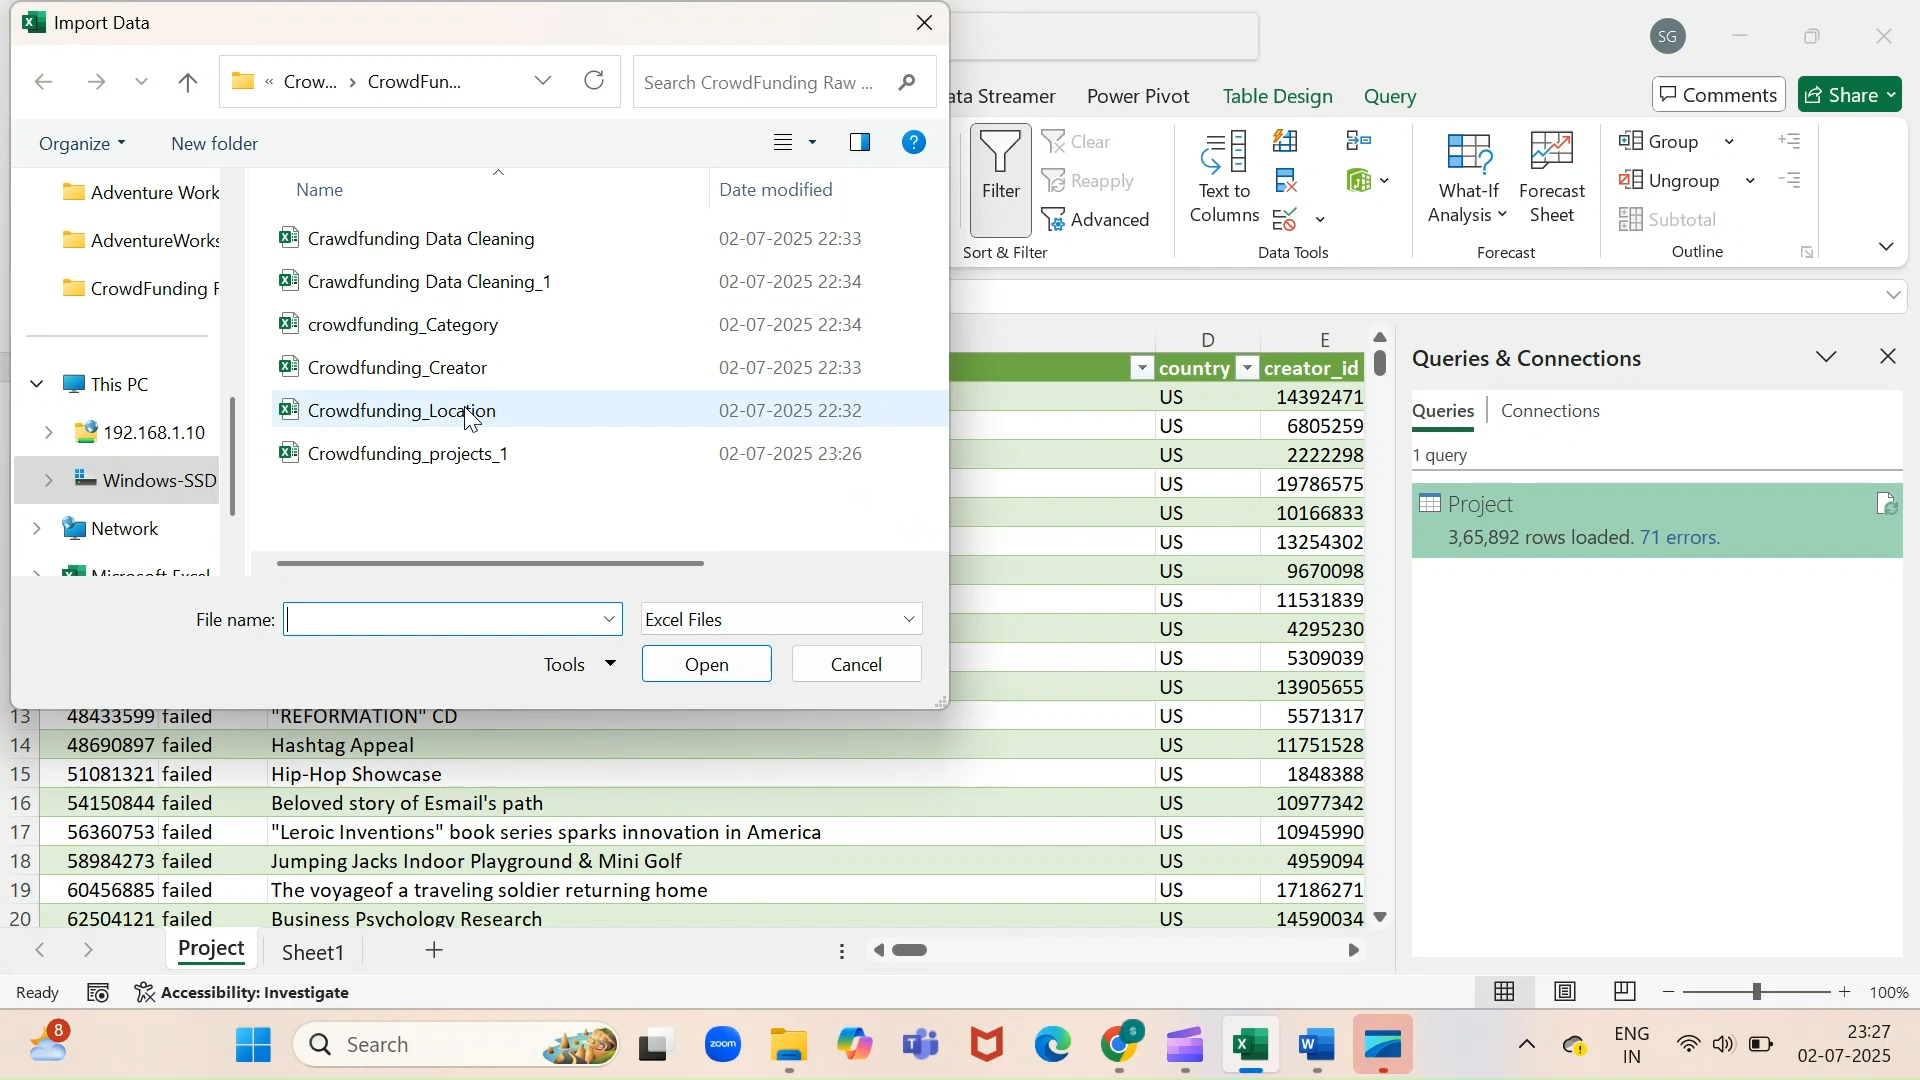 Import Data
SG
« Crow... › CrowdFun...
Search CrowdFunding Raw ...
ata Streamer Power Pivot Table Design Query
Comments
Share
Organize
New folder
Clear
Filter
Reapply
Advanced
Sort & Filter
Text to
Columns
Data Tools
What-If
Analysis
Forecast
Sheet
Forecast
Group
Ungroup
Subtotal
Outline
Adventure Work
AdventureWorks
CrowdFunding F
This PC
192.168.1.10
Windows-SSD
Network
Microsoft Excel
Name Date modified
Crawdfunding Data Cleaning 02-07-2025 22:33
Crawdfunding Data Cleaning_1 02-07-2025 22:34
crowdfunding_Category 02-07-2025 22:34
Crowdfunding_Creator 02-07-2025 22:33
Crowdfunding_Location 02-07-2025 22:32
Crowdfunding_projects_1 02-07-2025 23:26
File name:
Excel Files
Tools
Open
Cancel
D E
country creator_id
US 14392471
US 6805259
US 2222298
US 19786575
US 10166833
US 13254302
US 9670098
US 11531839
US 4295230
US 5309039
US 13905655
13 48433599 failed "REFORMATION" CD US 5571317
14 48690897 failed Hashtag Appeal US 11751528
15 51081321 failed Hip-Hop Showcase US 1848388
16 54150844 failed Beloved story of Esmail's path US 10977342
17 56360753 failed "Leroic Inventions" book series sparks innovation in America US 10945990
18 58984273 failed Jumping Jacks Indoor Playground & Mini Golf US 4959094
19 60456885 failed The voyageof a traveling soldier returning home US 17186271
20 62504121 failed Business Psychology Research US 14590034
Queries & Connections
Queries Connections
1 query
Project
3,65,892 rows loaded. 71 errors.
Project Sheet1
Ready
Accessibility: Investigate
100%
8
Search
zoom
S
ENG
IN
23:27
02-07-2025